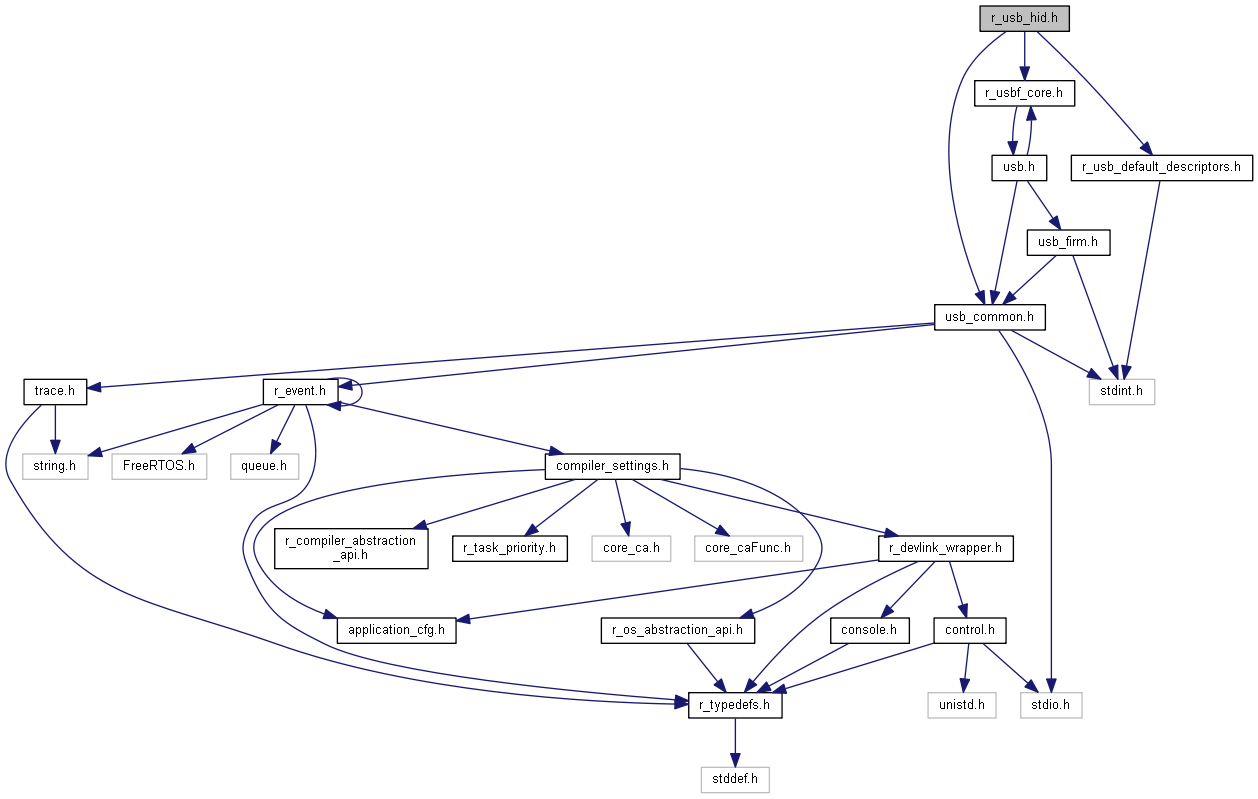 r_usb_hid.h
r_usbf_core.h
usb.h
r_usb_default_descriptors.h
usb_firm.h
usb_common.h
trace.h
r_event.h
stdint.h
string.h
FreeRTOS.h
queue.h
compiler_settings.h
r_compiler_abstraction
_api.h
r_task_priority.h
core_ca.h
core_caFunc.h
r_devlink_wrapper.h
application_cfg.h
r_os_abstraction_api.h
console.h
control.h
r_typedefs.h
unistd.h
stdio.h
stddef.h